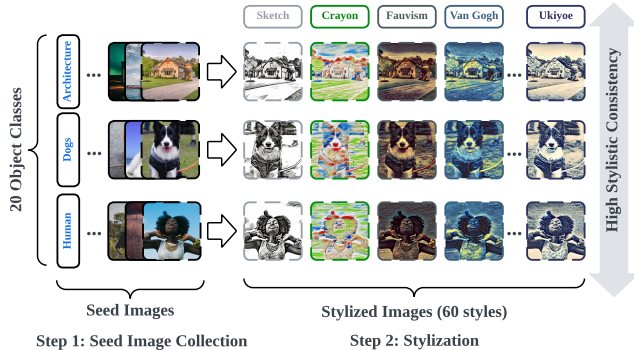 Sketch Crayon Fauvism Van Gogh Ukiyoe
20 Object Classes
Architecture
Dogs
Human
High Stylistic Consistency
Seed Images
Stylized Images (60 styles)
Step 1: Seed Image Collection
Step 2: Stylization